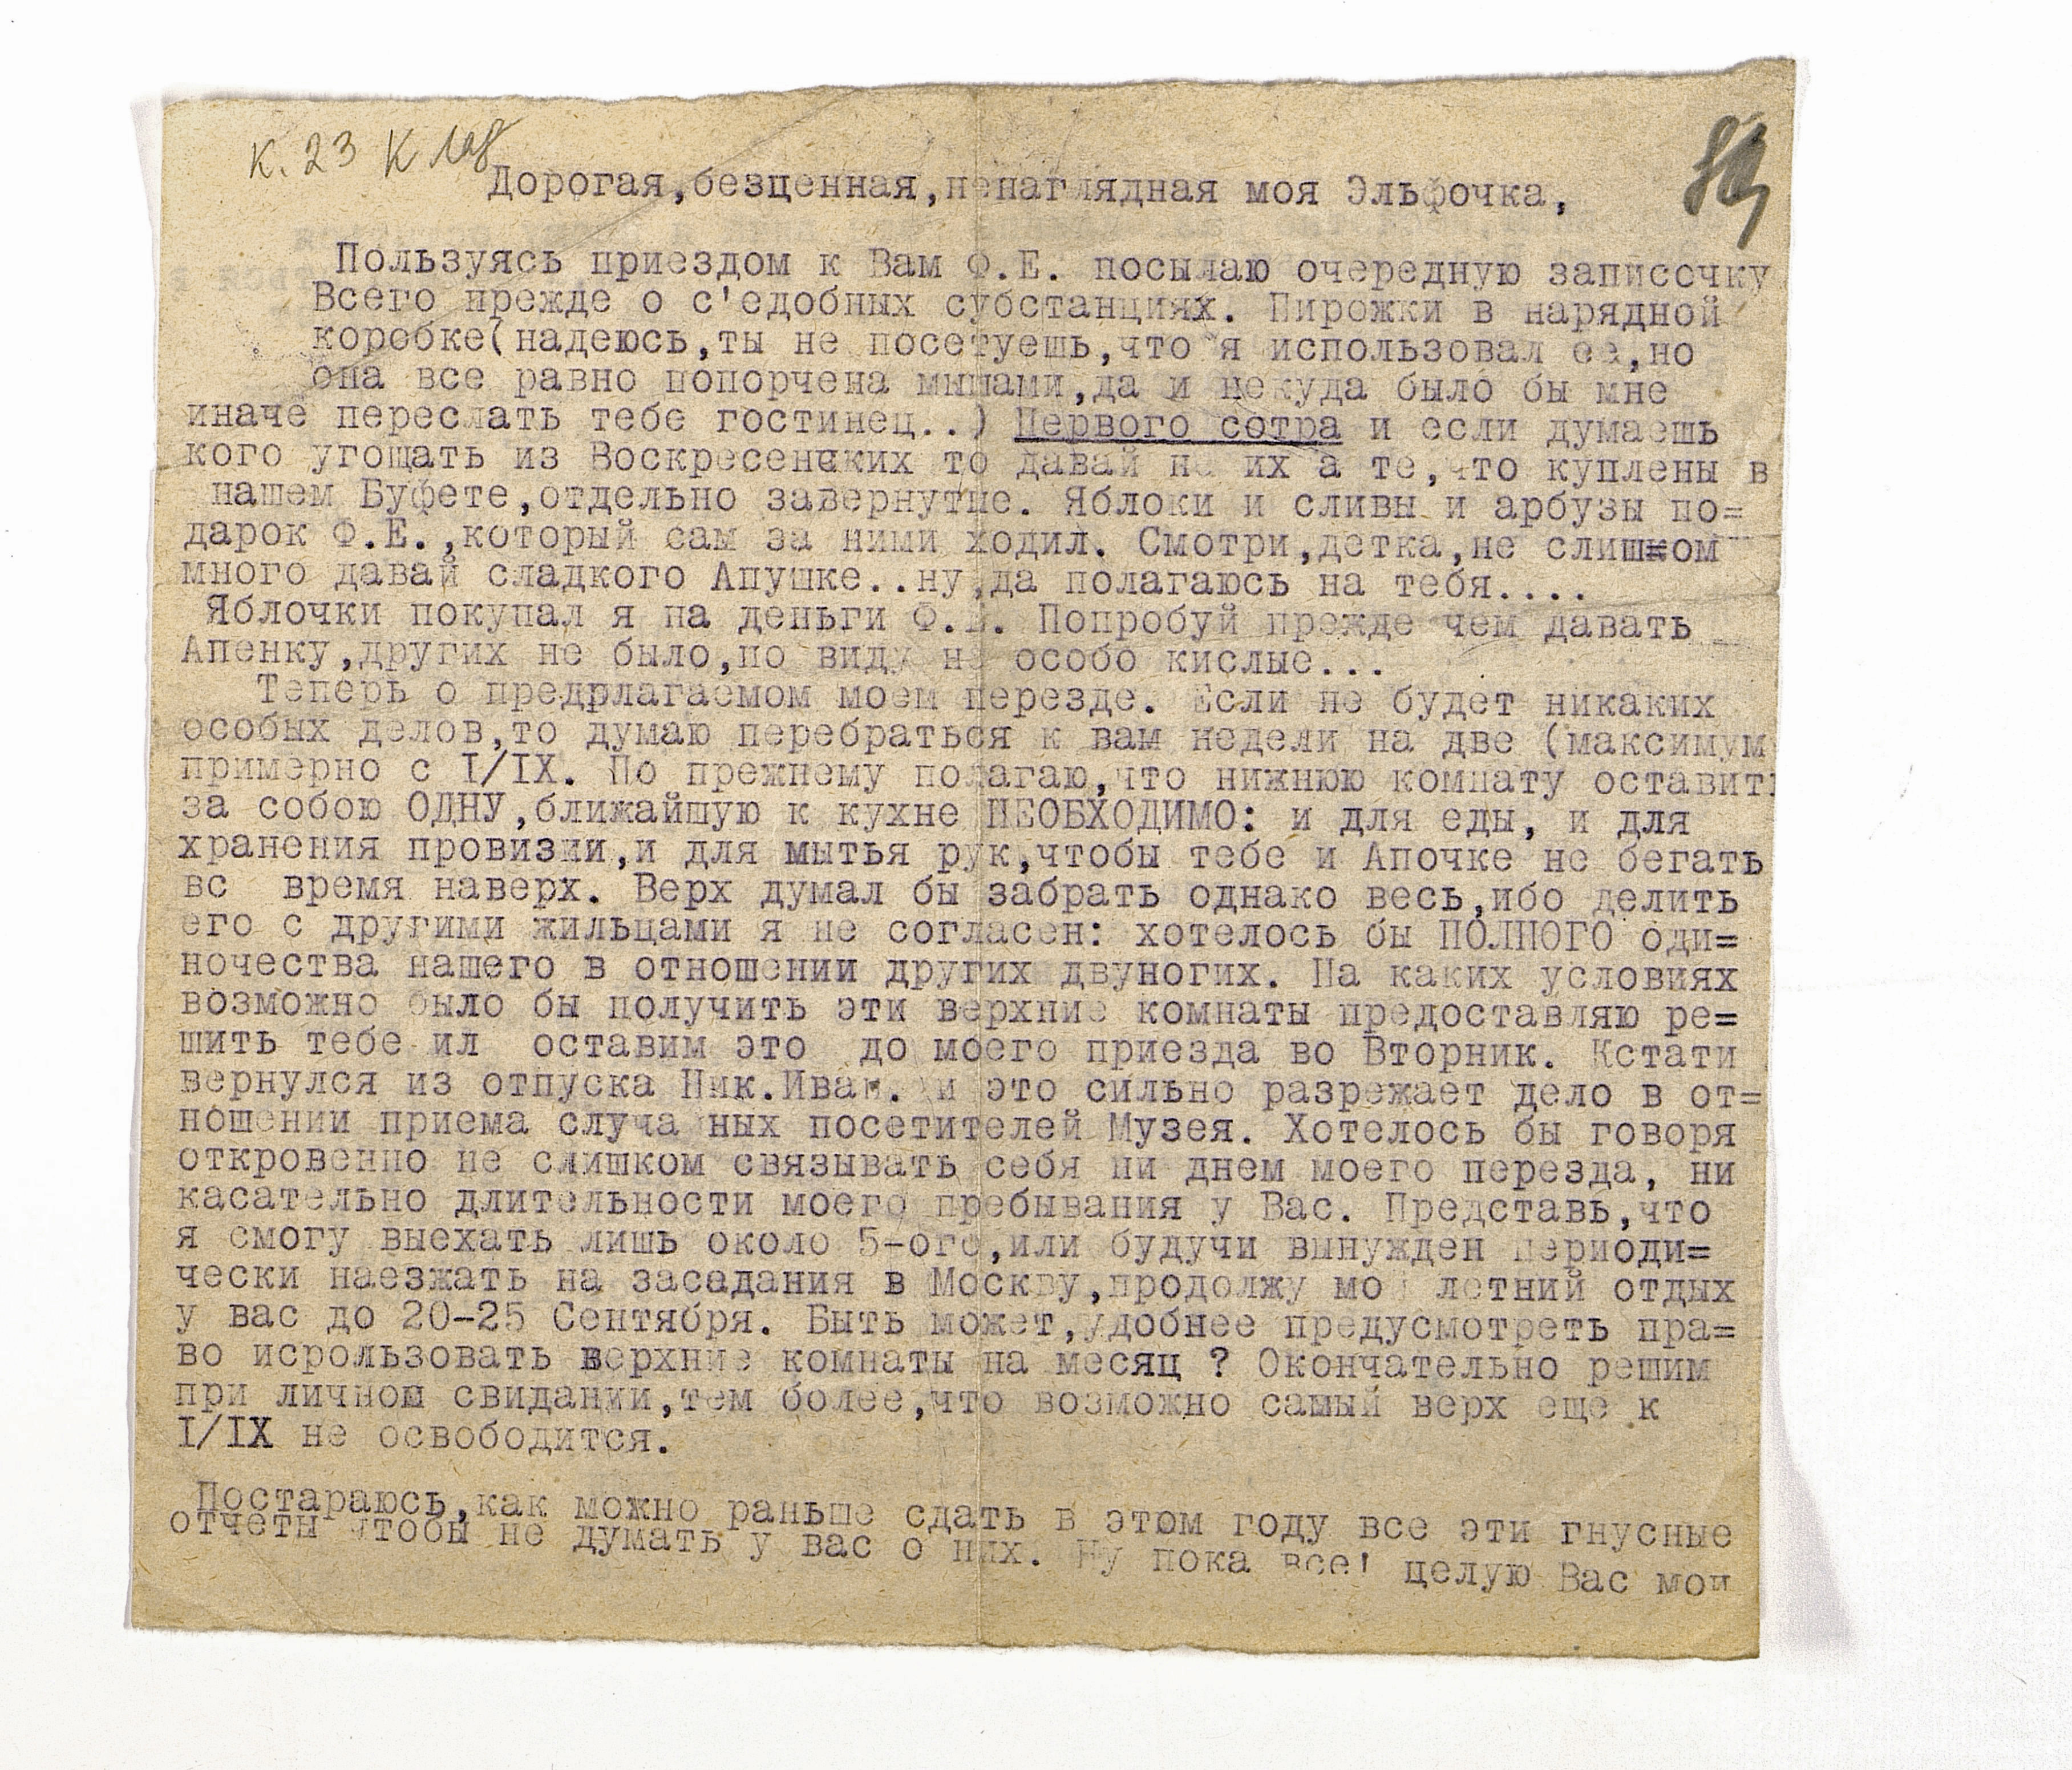 к. 23 К
Дорогая,безценная,ненаглядная моя Эльфочка,
Пользуясь приездом к Вам Ф.Е. посылаю очередную записочку
Всего прежде о с'едобных субстанциях. Пирожки в нарядной
коробке(надеюсь,ты не посетуешь,что я использовал ее,но
она все равно попорчена мышами,да и некуда было бы мне
иначе переслать тебе гостинец..) Первого сотра и если думаешь
кого угощать из Воскресенских то давай не их а те,что куплены в
нашем Буфете,отдельно завернутые. Яблоки и сливы и арбузы по=
дарок Ф.Е.,который сам за ними ходил. Смотри,детка,не слишком
много давай сладкого Апушке..ну,да полагаюсь на тебя....
Яблочки покупал я на деньги Ф.Е. Попробуй прежде чем давать
Апенку,других не было,по виду не особо кислые...
Теперь о предрлагаемом моем перезде. Если не будет никаких
особых делов,то думаю перебраться к вам недели на две (максимум
примерно с I/IX. По прежнему полагаю,что нижнюю комнату оставить
за собою ОДНУ,ближайшую к кухне НЕОБХОДИМО: и для еды, и для
хранения провизии,и для мытья рук,чтобы тебе и Апочке не бегать
вс время наверх. Верх думал бы забрать однако весь,ибо делить
его с другими жильцами я не согласен: хотелось бы ПОЛНОГО оди=
ночества нашего в отношении других двуногих. На каких условиях
возможно было бы получить эти верхние комнаты предоставляю ре=
шить тебе ил оставим это до моего приезда во Вторник. Кстати
вернулся из отпуска Ник.Иван. и это сильно разрежает дело в от=
ношении приема случа ных посетителей Музея. Хотелось бы говоря
откровенно не слишком связывать себя ни днем моего перезда, ни
касательно длительности моего пребывания у Вас. Представь,что
я смогу выехать лишь около 5-ого,или будучи вынужден периоди=
чески наезжать на заседания в Москву,продолжу мой летний отдых
у вас до 20-25 Сентября. Быть может,удобнее предусмотреть пра=
во исрользовать верхние комнаты на месяц ? Окончательно решим
при личном свидании,тем более,что возможно самый верх еще к
I/IX не освободится.
Постараюсь,как можно раньше сдать в этом году все эти гнусные
отчеты чтобы не думать у вас о них. Ну пока все! целую Вас мои